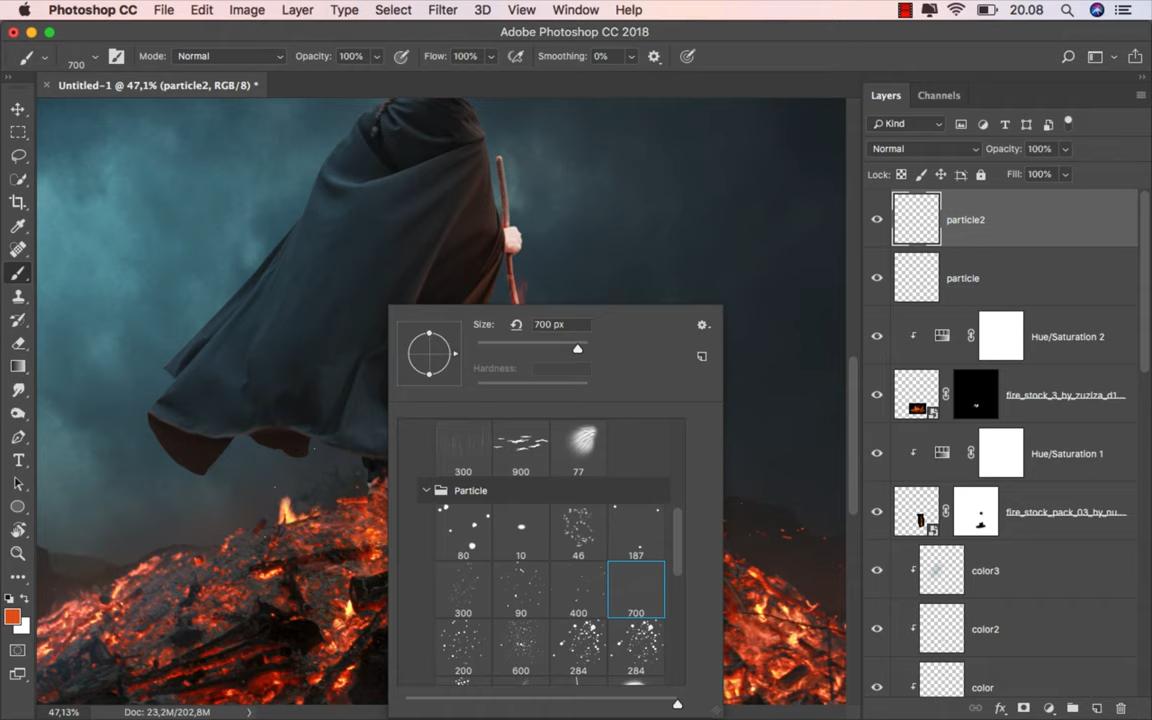 Photoshop CC File Edit Image Layer Type Select Filter 3D View Window Help 20.08
Adobe Photoshop CC 2018
700 Mode: Normal Opacity: 100% Flow: 100% Smoothing: 0%
Untitled-1 @ 47,1% (particle2, RGB/8) *
Layers Channels
Kind
Normal Opacity: 100%
Lock: Fill: 100%
particle2
particle
Hue/Saturation 2
fire_stock_3_by_zuziza_d1...
Hue/Saturation 1
fire_stock_pack_03_by_nu...
color3
color2
color
Size: 700 px
Hardness:
300 900 77
Particle
80 10 46 187
300 90 400 700
200 600 284 284
47,13% Doc: 23,2M/202,8M